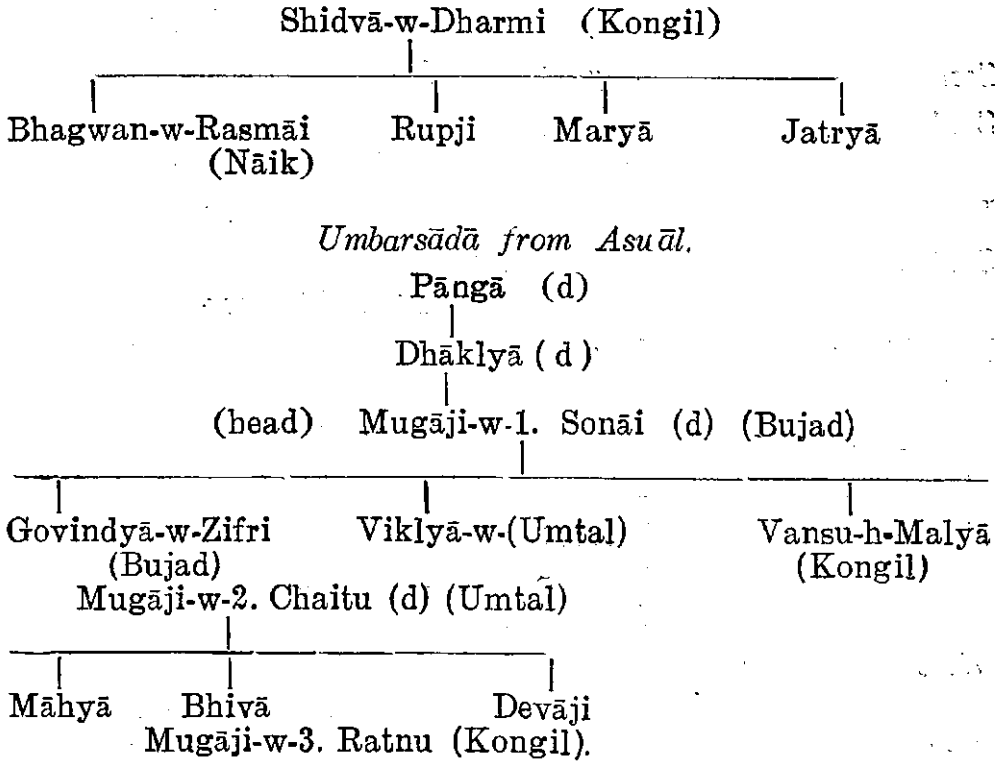 Shidvā-w-Dharmi (Kongil)
Bhagwan-w-Rasmāi Rupji Maryā Jatryā
(Nāik)
Umbarsādā from Asuāl.
Pāngā (d)
Dhāklyā (d)
(head) Mugāji-w-1. Sonāi (d) (Bujad)
Govindyā-w-Zifri Viklyā-w-(Umtal) Vansu-h-Malyā
(Bujad) (Kongil)
Mugāji-w-2. Chaitu (d) (Umtal)
Māhyā Bhivā Devāji
Mugāji-w-3. Ratnu (Kongil).